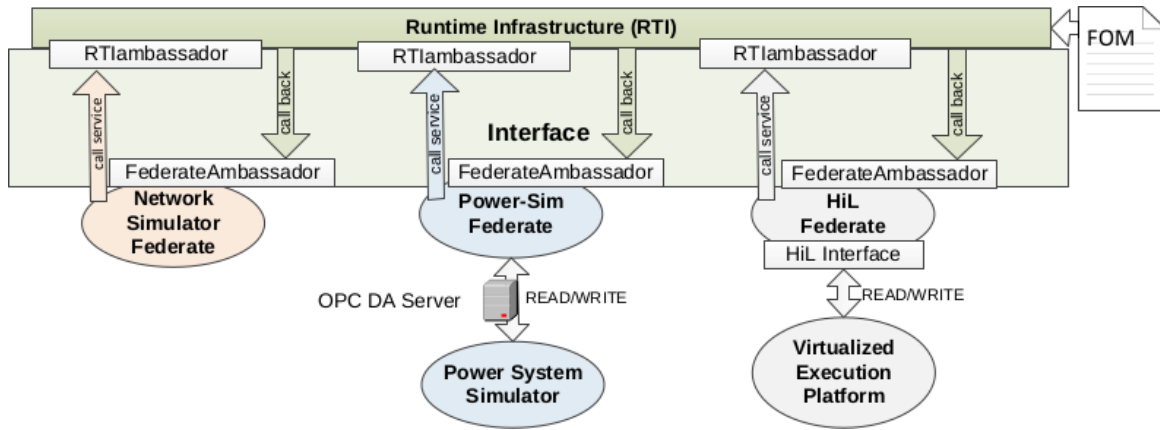 Runtime Infrastructure (RTI)
FOM
RTIambassador
RTIambassador
RTIambassador
call service
call back
call service
call back
call service
call back
Interface
FederateAmbassador
FederateAmbassador
FederateAmbassador
Network
Simulator
Federate
Power-Sim
Federate
HiL
Federate
HiL Interface
OPC DA Server
READ/WRITE
READ/WRITE
Power System
Simulator
Virtualized
Execution
Platform